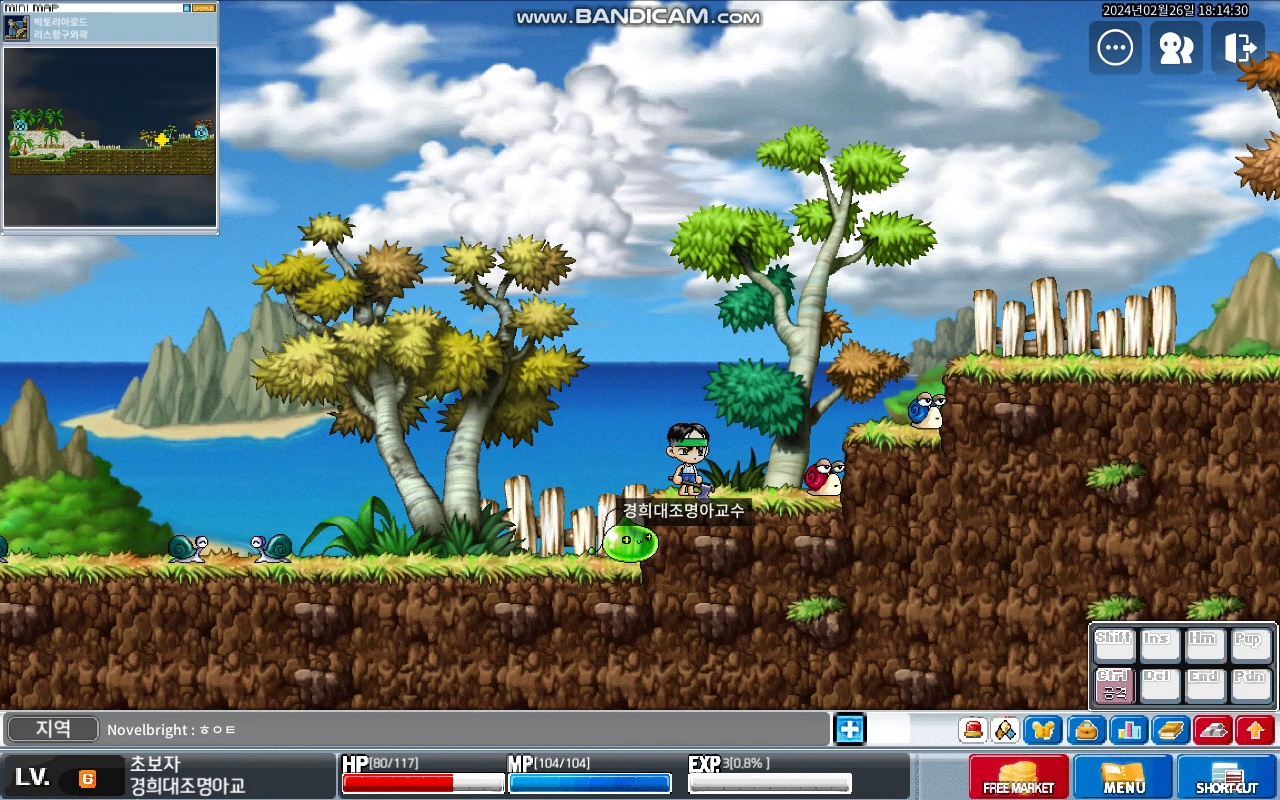 MINI MAP
빅토리아로드
리스항구외곽
www.BANDICAM.com
2024년02월26일 18:14:30
경희대조명아교수
Shift Ins Hm Pup
Ctrl Del End Pdn
공격
지역 Novelbright : ㅎㅇㅌ
LV. 6 초보자
경희대조명아교
HP[80/117] MP[104/104] EXP 3[0.8% ]
FREE MARKET MENU SHORTCUT